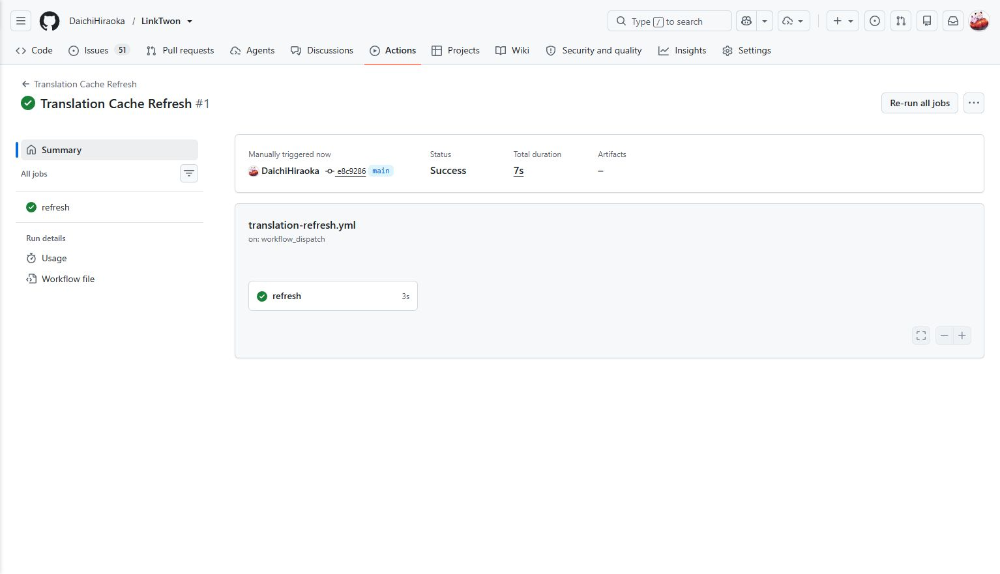 DaichiHiraoka / LinkTwon
Type / to search
Code Issues 51 Pull requests Agents Discussions Actions Projects Wiki Security and quality Insights Settings
Translation Cache Refresh
Translation Cache Refresh #1
Re-run all jobs
Summary
All jobs
refresh
Run details
Usage
Workflow file
Manually triggered now
DaichiHiraoka e8c9286 main
Status
Success
Total duration
7s
Artifacts
–
translation-refresh.yml
on: workflow_dispatch
refresh 3s